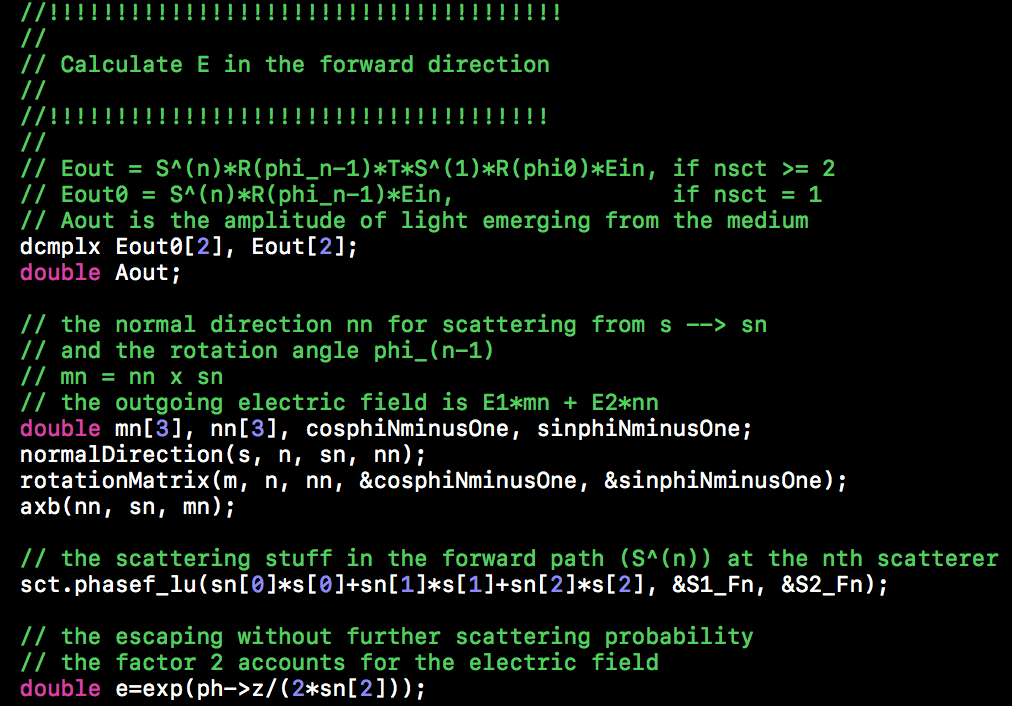 //!!!!!!!!!!!!!!!!!!!!!!!!!!!!!!!!!!!!!!
//
// Calculate E in the forward direction
//
//!!!!!!!!!!!!!!!!!!!!!!!!!!!!!!!!!!!!!
//
// Eout = S^(n)*R(phi_n-1)*T*S^(1)*R(phi0)*Ein, if nsct >= 2
// Eout0 = S^(n)*R(phi_n-1)*Ein,                if nsct = 1
// Aout is the amplitude of light emerging from the medium
dcmplx Eout0[2], Eout[2];
double Aout;
// the normal direction nn for scattering from s --> sn
// and the rotation angle phi_(n-1)
// mn = nn x sn
// the outgoing electric field is E1*mn + E2*nn
double mn[3], nn[3], cosphiNminusOne, sinphiNminusOne;
normalDirection(s, n, sn, nn);
rotationMatrix(m, n, nn, &cosphiNminusOne, &sinphiNminusOne);
axb(nn, sn, mn);
// the scattering stuff in the forward path (S^(n)) at the nth scatterer
sct.phasef_lu(sn[0]*s[0]+sn[1]*s[1]+sn[2]*s[2], &S1_Fn, &S2_Fn);
// the escaping without further scattering probability
// the factor 2 accounts for the electric field
double e=exp(ph->z/(2*sn[2]));